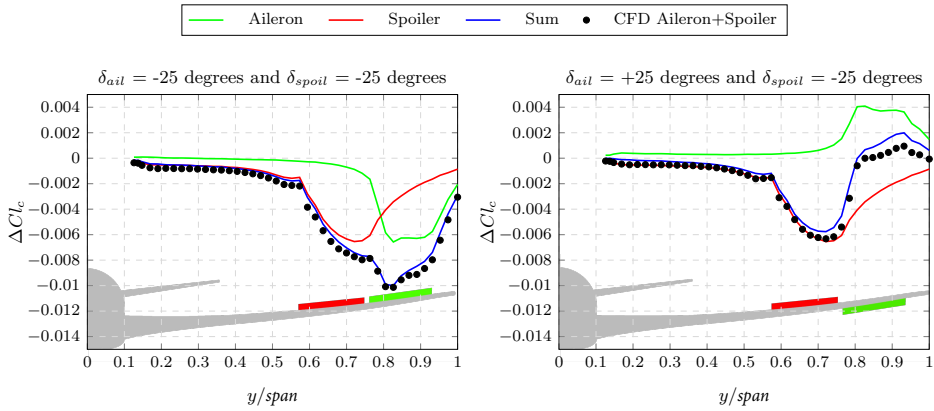 Aileron Spoiler Sum CFD Aileron+Spoiler
δail = -25 degrees and δspoil = -25 degrees
0.004
0.002
0
−0.002
−0.004
−0.006
−0.008
−0.01
−0.012
−0.014
ΔClc
0 0.1 0.2 0.3 0.4 0.5 0.6 0.7 0.8 0.9 1
y/span
δail = +25 degrees and δspoil = -25 degrees
0.004
0.002
0
−0.002
−0.004
−0.006
−0.008
−0.01
−0.012
−0.014
ΔClc
0 0.1 0.2 0.3 0.4 0.5 0.6 0.7 0.8 0.9 1
y/span